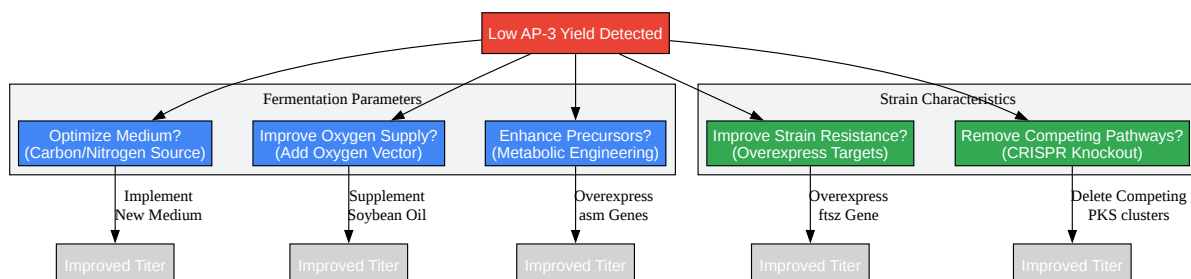 Low AP-3 Yield Detected
Fermentation Parameters
Strain Characteristics
Optimize Medium?
(Carbon/Nitrogen Source)
Improve Oxygen Supply?
(Add Oxygen Vector)
Enhance Precursors?
(Metabolic Engineering)
Improve Strain Resistance?
(Overexpress Targets)
Remove Competing Pathways?
(CRISPR Knockout)
Implement
New Medium
Supplement
Soybean Oil
Overexpress
asm Genes
Overexpress
ftsz Gene
Delete Competing
PKS clusters
Improved Titer
Improved Titer
Improved Titer
Improved Titer
Improved Titer